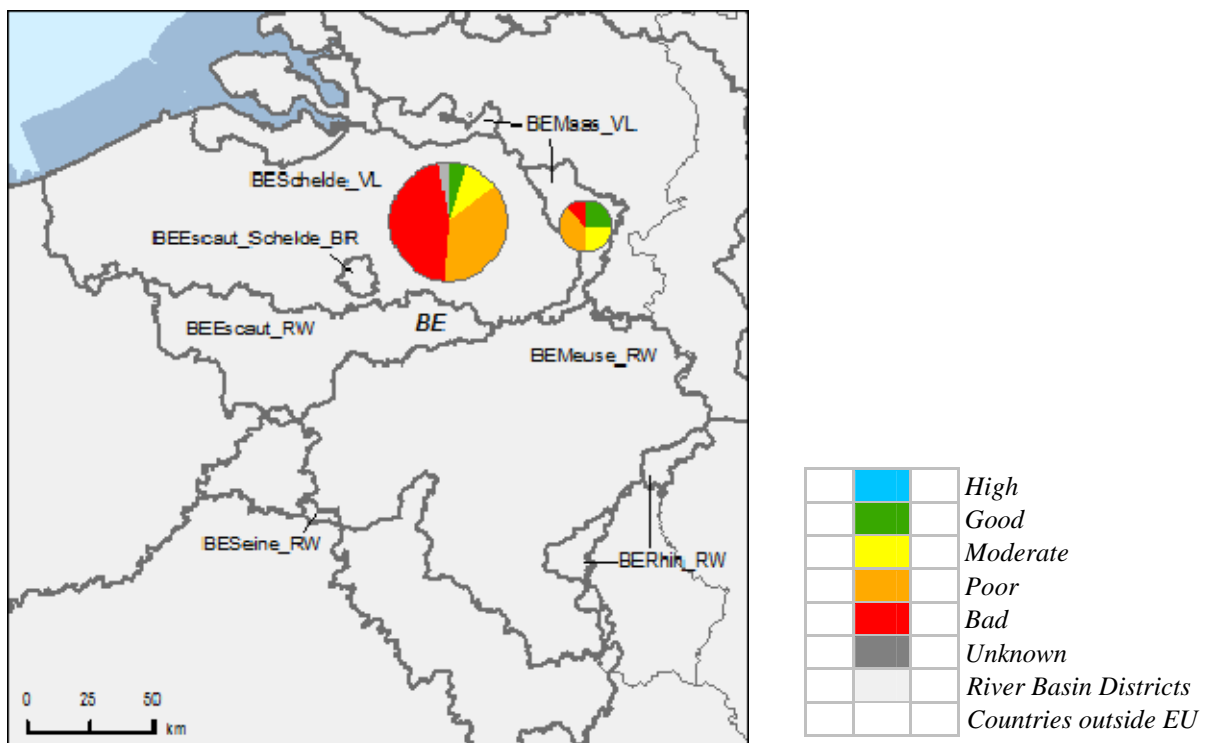 BEMaas_VL
BESchelde_VL
BEEscaut_Schelde_BR
BEEscaut_RW
BE
BEMeuse_RW
BESeine_RW
BERhin_RW
0 25 50
km
High
Good
Moderate
Poor
Bad
Unknown
River Basin Districts
Countries outside EU